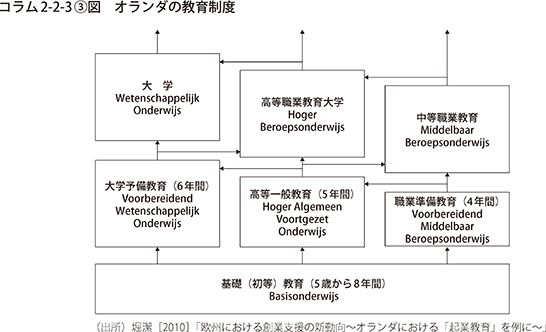 コラム2-2-3③図　オランダの教育制度
大　学
Wetenschappelijk
Onderwijs
高等職業教育大学
Hoger
Beroepsonderwijs
中等職業教育
Middelbaar
Beroepsonderwijs
大学予備教育（6年間）
Voorbereidend
Wetenschappelijk
Onderwijs
高等一般教育（5年間）
Hoger Algemeen
Voortgezet
Onderwijs
職業準備教育（4年間）
Voorbereidend
Middelbaar
Beroepsonderwijs
基礎（初等）教育（5歳から8年間）
Basisonderwijs
（出所）堀潔［2010］「欧州における創業支援の新動向～オランダにおける「起業教育」を例に～」